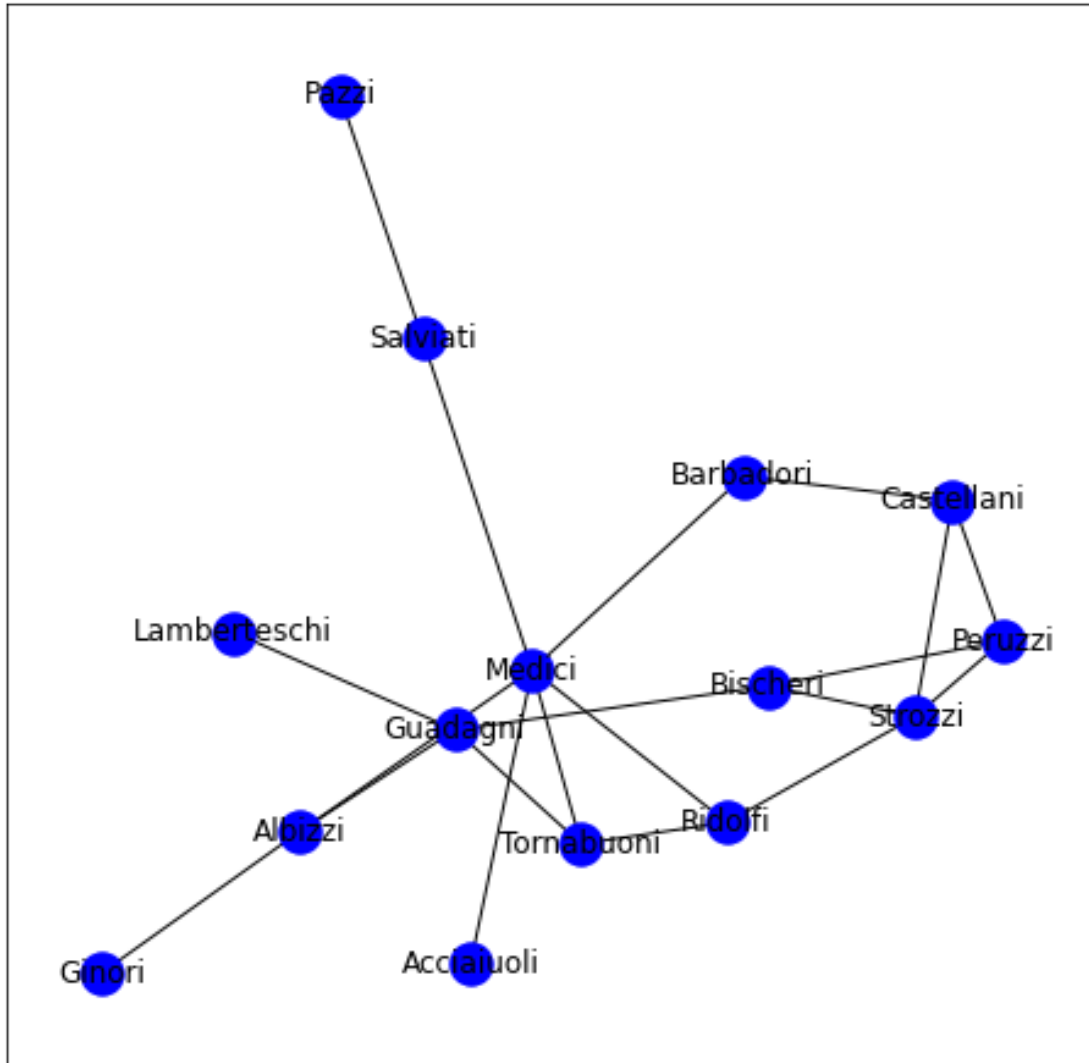 Pazzi
Salviati
Barbadori
Castellani
Lamberteschi
Peruzzi
Medici
Bischeri
Strozzi
Guadagni
Ridolfi
Albizzi
Tornabuoni
Acciaiuoli
Ginori